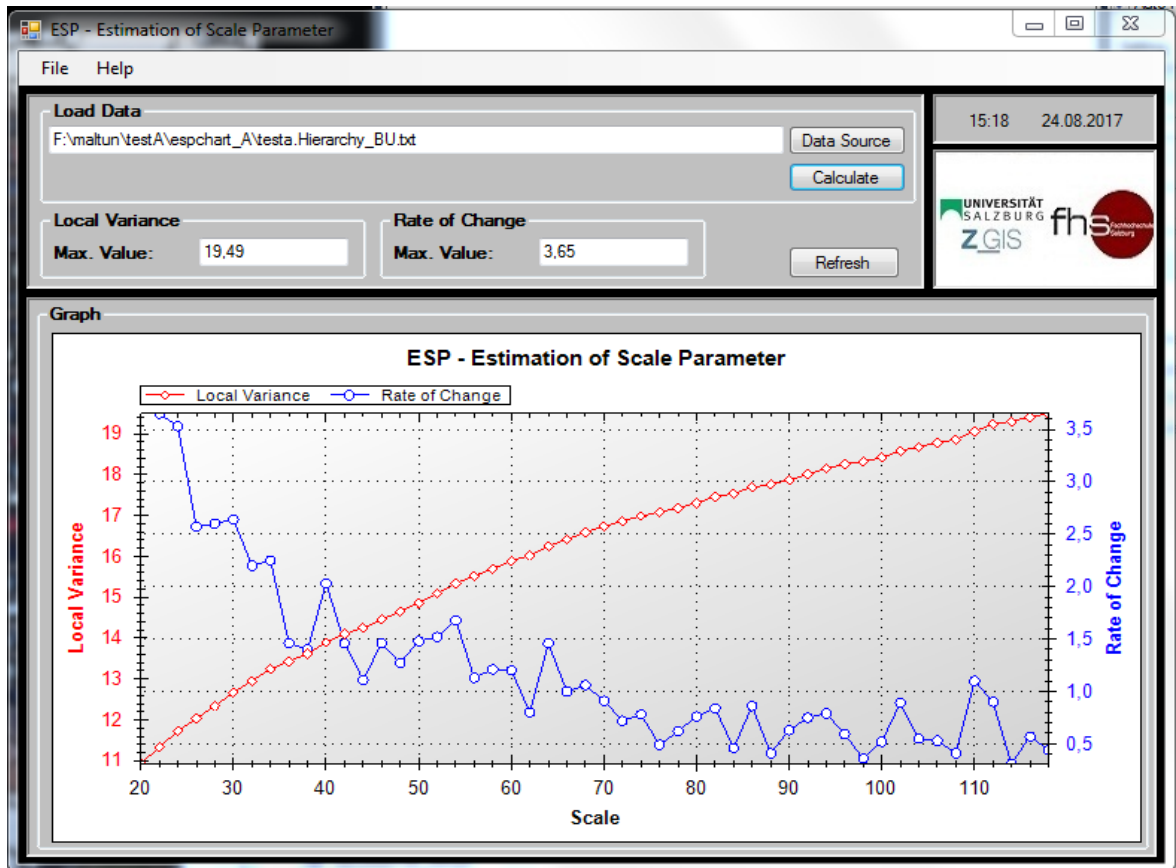 ESP - Estimation of Scale Parameter
File Help
Load Data
F:\maltun\testA\espchart_A\testa.Hierarchy_BU.txt
Data Source
Calculate
15:18 24.08.2017
Local Variance
Max. Value: 19,49
Rate of Change
Max. Value: 3,65
Refresh
UNIVERSITÄT
SALZBURG
Z_GIS
fhs
Fachhochschule
Salzburg
Graph
ESP - Estimation of Scale Parameter
Local Variance Rate of Change
19
18
17
16
15
14
13
12
11
Local Variance
3,5
3,0
2,5
2,0
1,5
1,0
0,5
Rate of Change
20 30 40 50 60 70 80 90 100 110
Scale